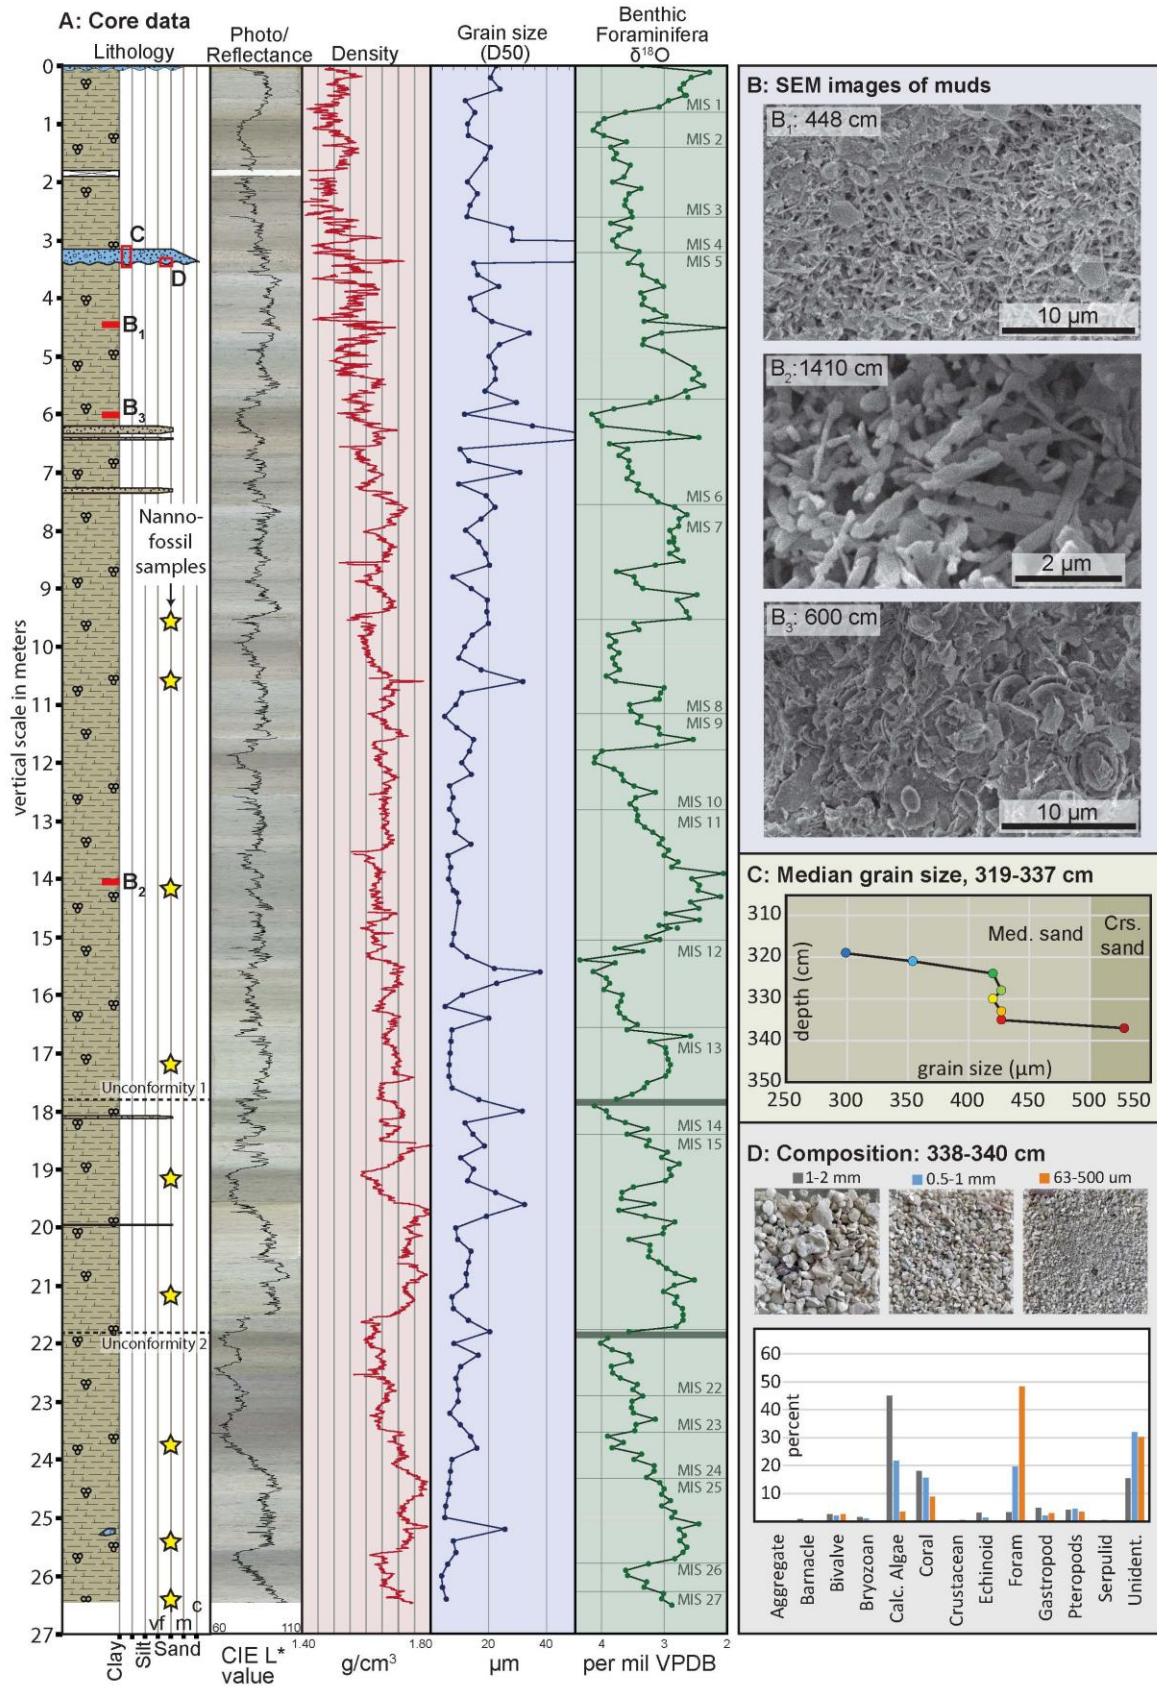 A: Core data
Lithology
Photo/
Reflectance
Density
Grain size
(D50)
Benthic
Foraminifera
δ¹⁸O
vertical scale in meters
0
1
2
3
4
5
6
7
8
9
10
11
12
13
14
15
16
17
18
19
20
21
22
23
24
25
26
27
C
D
B₁
B₃
Nanno-
fossil
samples
B₂
Unconformity 1
Unconformity 2
vf m c
Clay
Silt
Sand
60 110
CIE L*
value
1.40 1.80
g/cm³
20 40
µm
4 3 2
per mil VPDB
MIS 1
MIS 2
MIS 3
MIS 4
MIS 5
MIS 6
MIS 7
MIS 8
MIS 9
MIS 10
MIS 11
MIS 12
MIS 13
MIS 14
MIS 15
MIS 22
MIS 23
MIS 24
MIS 25
MIS 26
MIS 27
B: SEM images of muds
B₁: 448 cm
10 µm
B₂:1410 cm
2 µm
B₃: 600 cm
10 µm
C: Median grain size, 319-337 cm
310
320
330
340
350
depth (cm)
Med. sand
Crs.
sand
grain size (µm)
250 300 350 400 450 500 550
D: Composition: 338-340 cm
1-2 mm 0.5-1 mm 63-500 um
60
50
40
30
20
10
percent
Aggregate
Barnacle
Bivalve
Bryozoan
Calc. Algae
Coral
Crustacean
Echinoid
Foram
Gastropod
Pteropods
Serpulid
Unident.